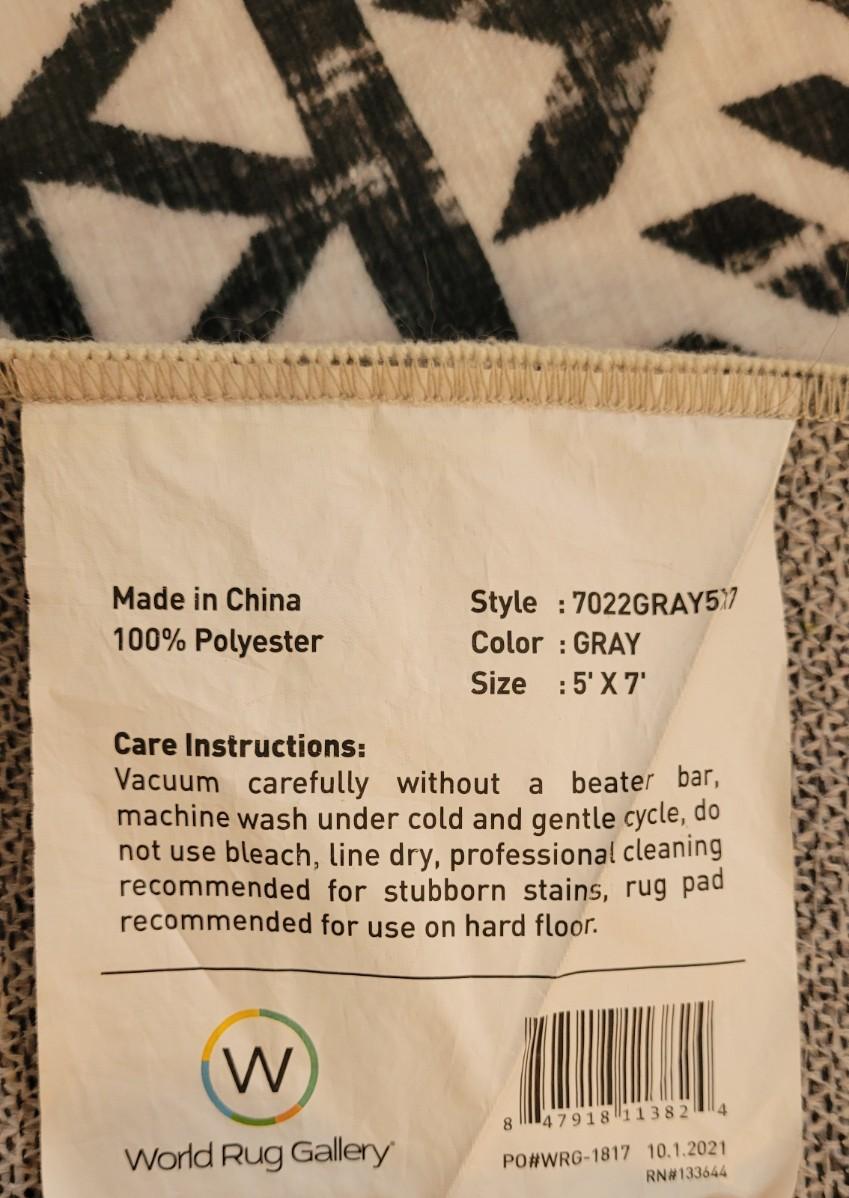 Made in China
100% Polyester
Style : 7022GRAY5X7
Color : GRAY
Size : 5' X 7'
Care Instructions:
Vacuum carefully without a beater bar,
machine wash under cold and gentle cycle, do
not use bleach, line dry, professional cleaning
recommended for stubborn stains, rug pad
recommended for use on hard floor.
W
World Rug Gallery®
8 47918 11382 4
PO#WRG-1817 10.1.2021
RN#133644